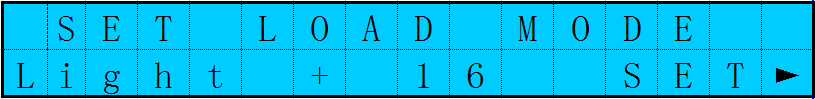 SET LOAD MODE
Light + 16 SET►